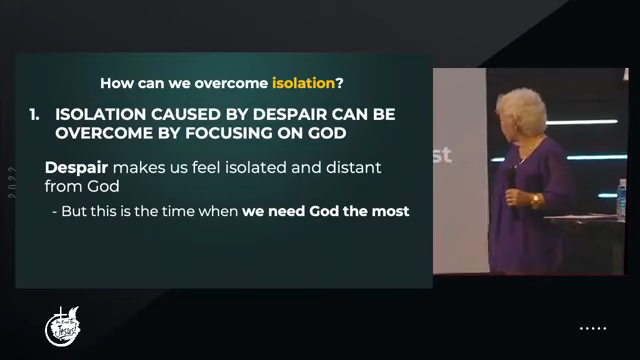 How can we overcome isolation?
1. ISOLATION CAUSED BY DESPAIR CAN BE
OVERCOME BY FOCUSING ON GOD
Despair makes us feel isolated and distant
from God
- But this is the time when we need God the most
st
2022
Jesus